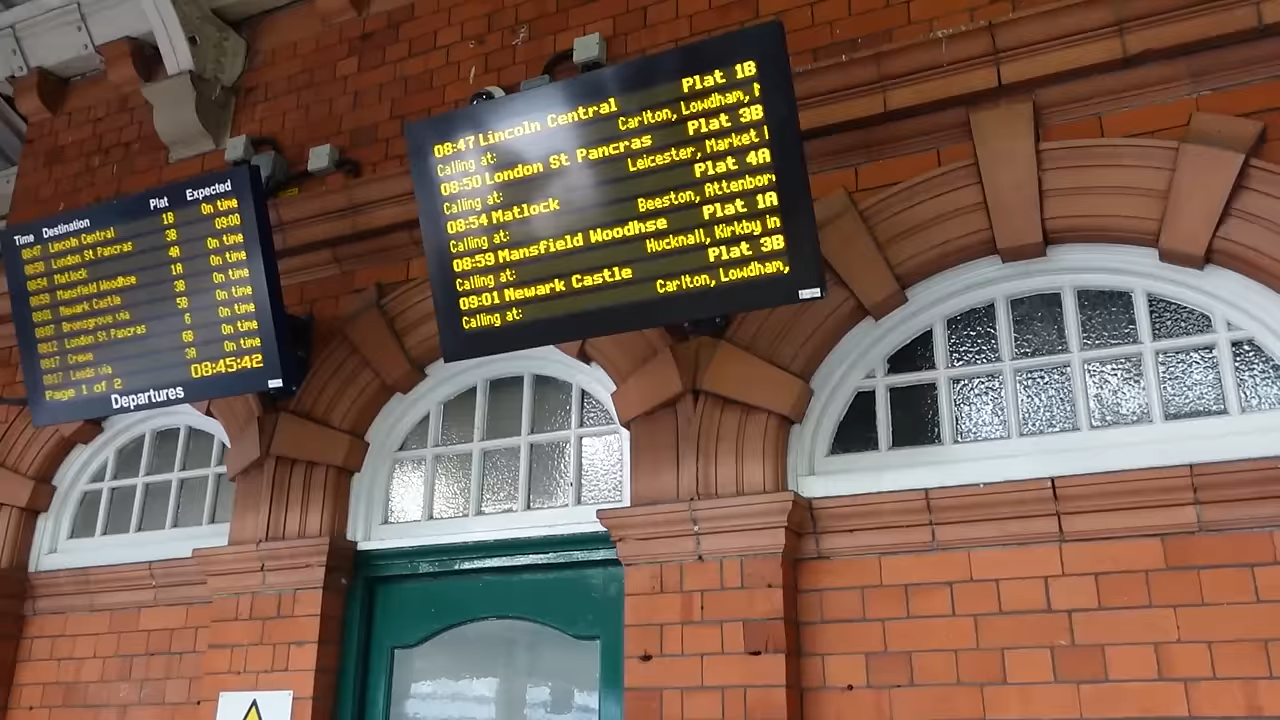 Time Destination Plat Expected
08:47 Lincoln Central 1B On time
08:50 London St Pancras 3B 09:00
08:54 Matlock 4A On time
08:59 Mansfield Woodhse 1A On time
09:01 Newark Castle 3B On time
09:07 Bromsgrove via 5B On time
09:12 London St Pancras 6 On time
09:17 Crewe 6B On time
09:17 Leeds via 3A On time
Page 1 of 2 08:45:42
Departures
08:47 Lincoln Central Plat 1B
Calling at: Carlton, Lowdham,
08:50 London St Pancras Plat 3B
Calling at: Leicester, Market
08:54 Matlock Plat 4A
Calling at: Beeston, Attenbor
08:59 Mansfield Woodhse Plat 1A
Calling at: Hucknall, Kirkby in
09:01 Newark Castle Plat 3B
Calling at: Carlton, Lowdham,